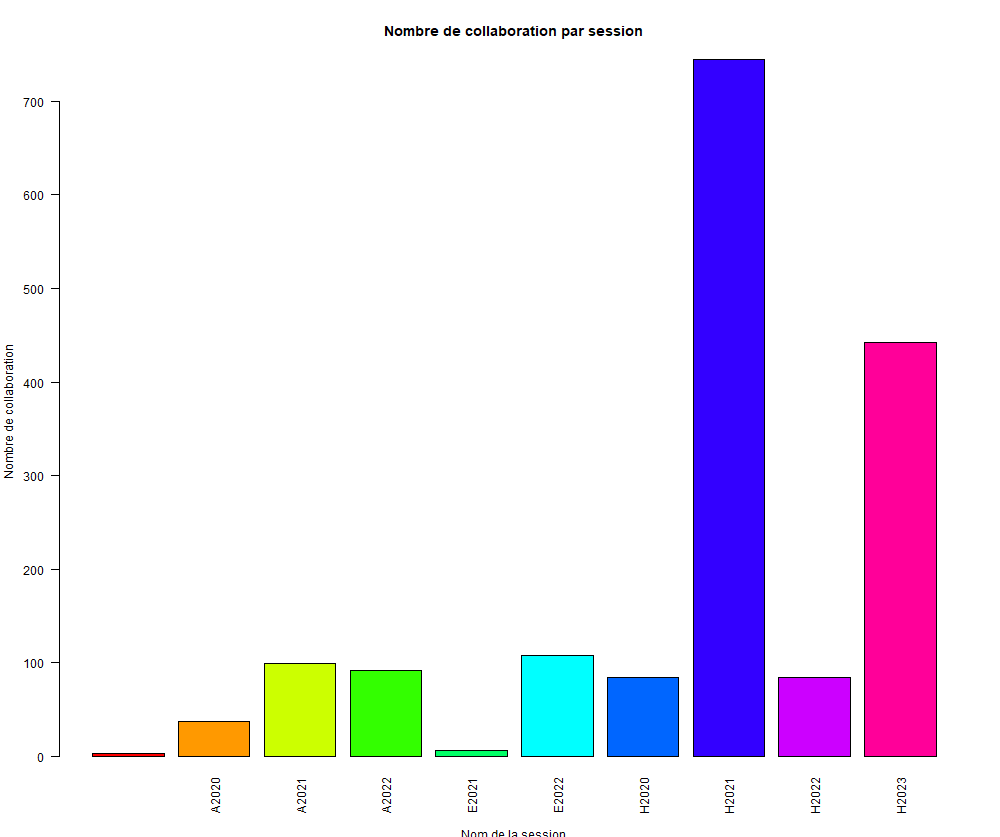 Nombre de collaboration par session
Nombre de collaboration
700
600
500
400
300
200
100
0
A2020
A2021
A2022
E2021
E2022
H2020
H2021
H2022
H2023
Nom de la session